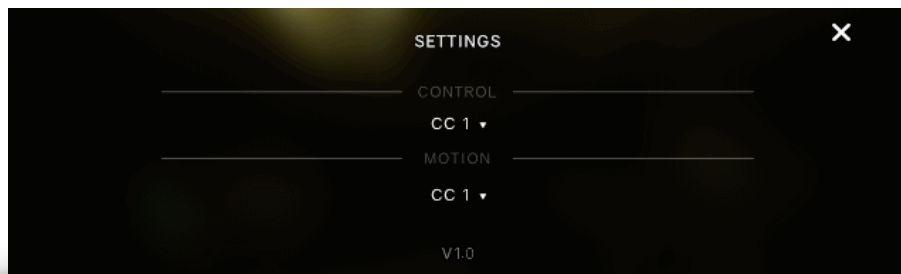 SETTINGS
CONTROL
CC 1
MOTION
CC 1
V1.0